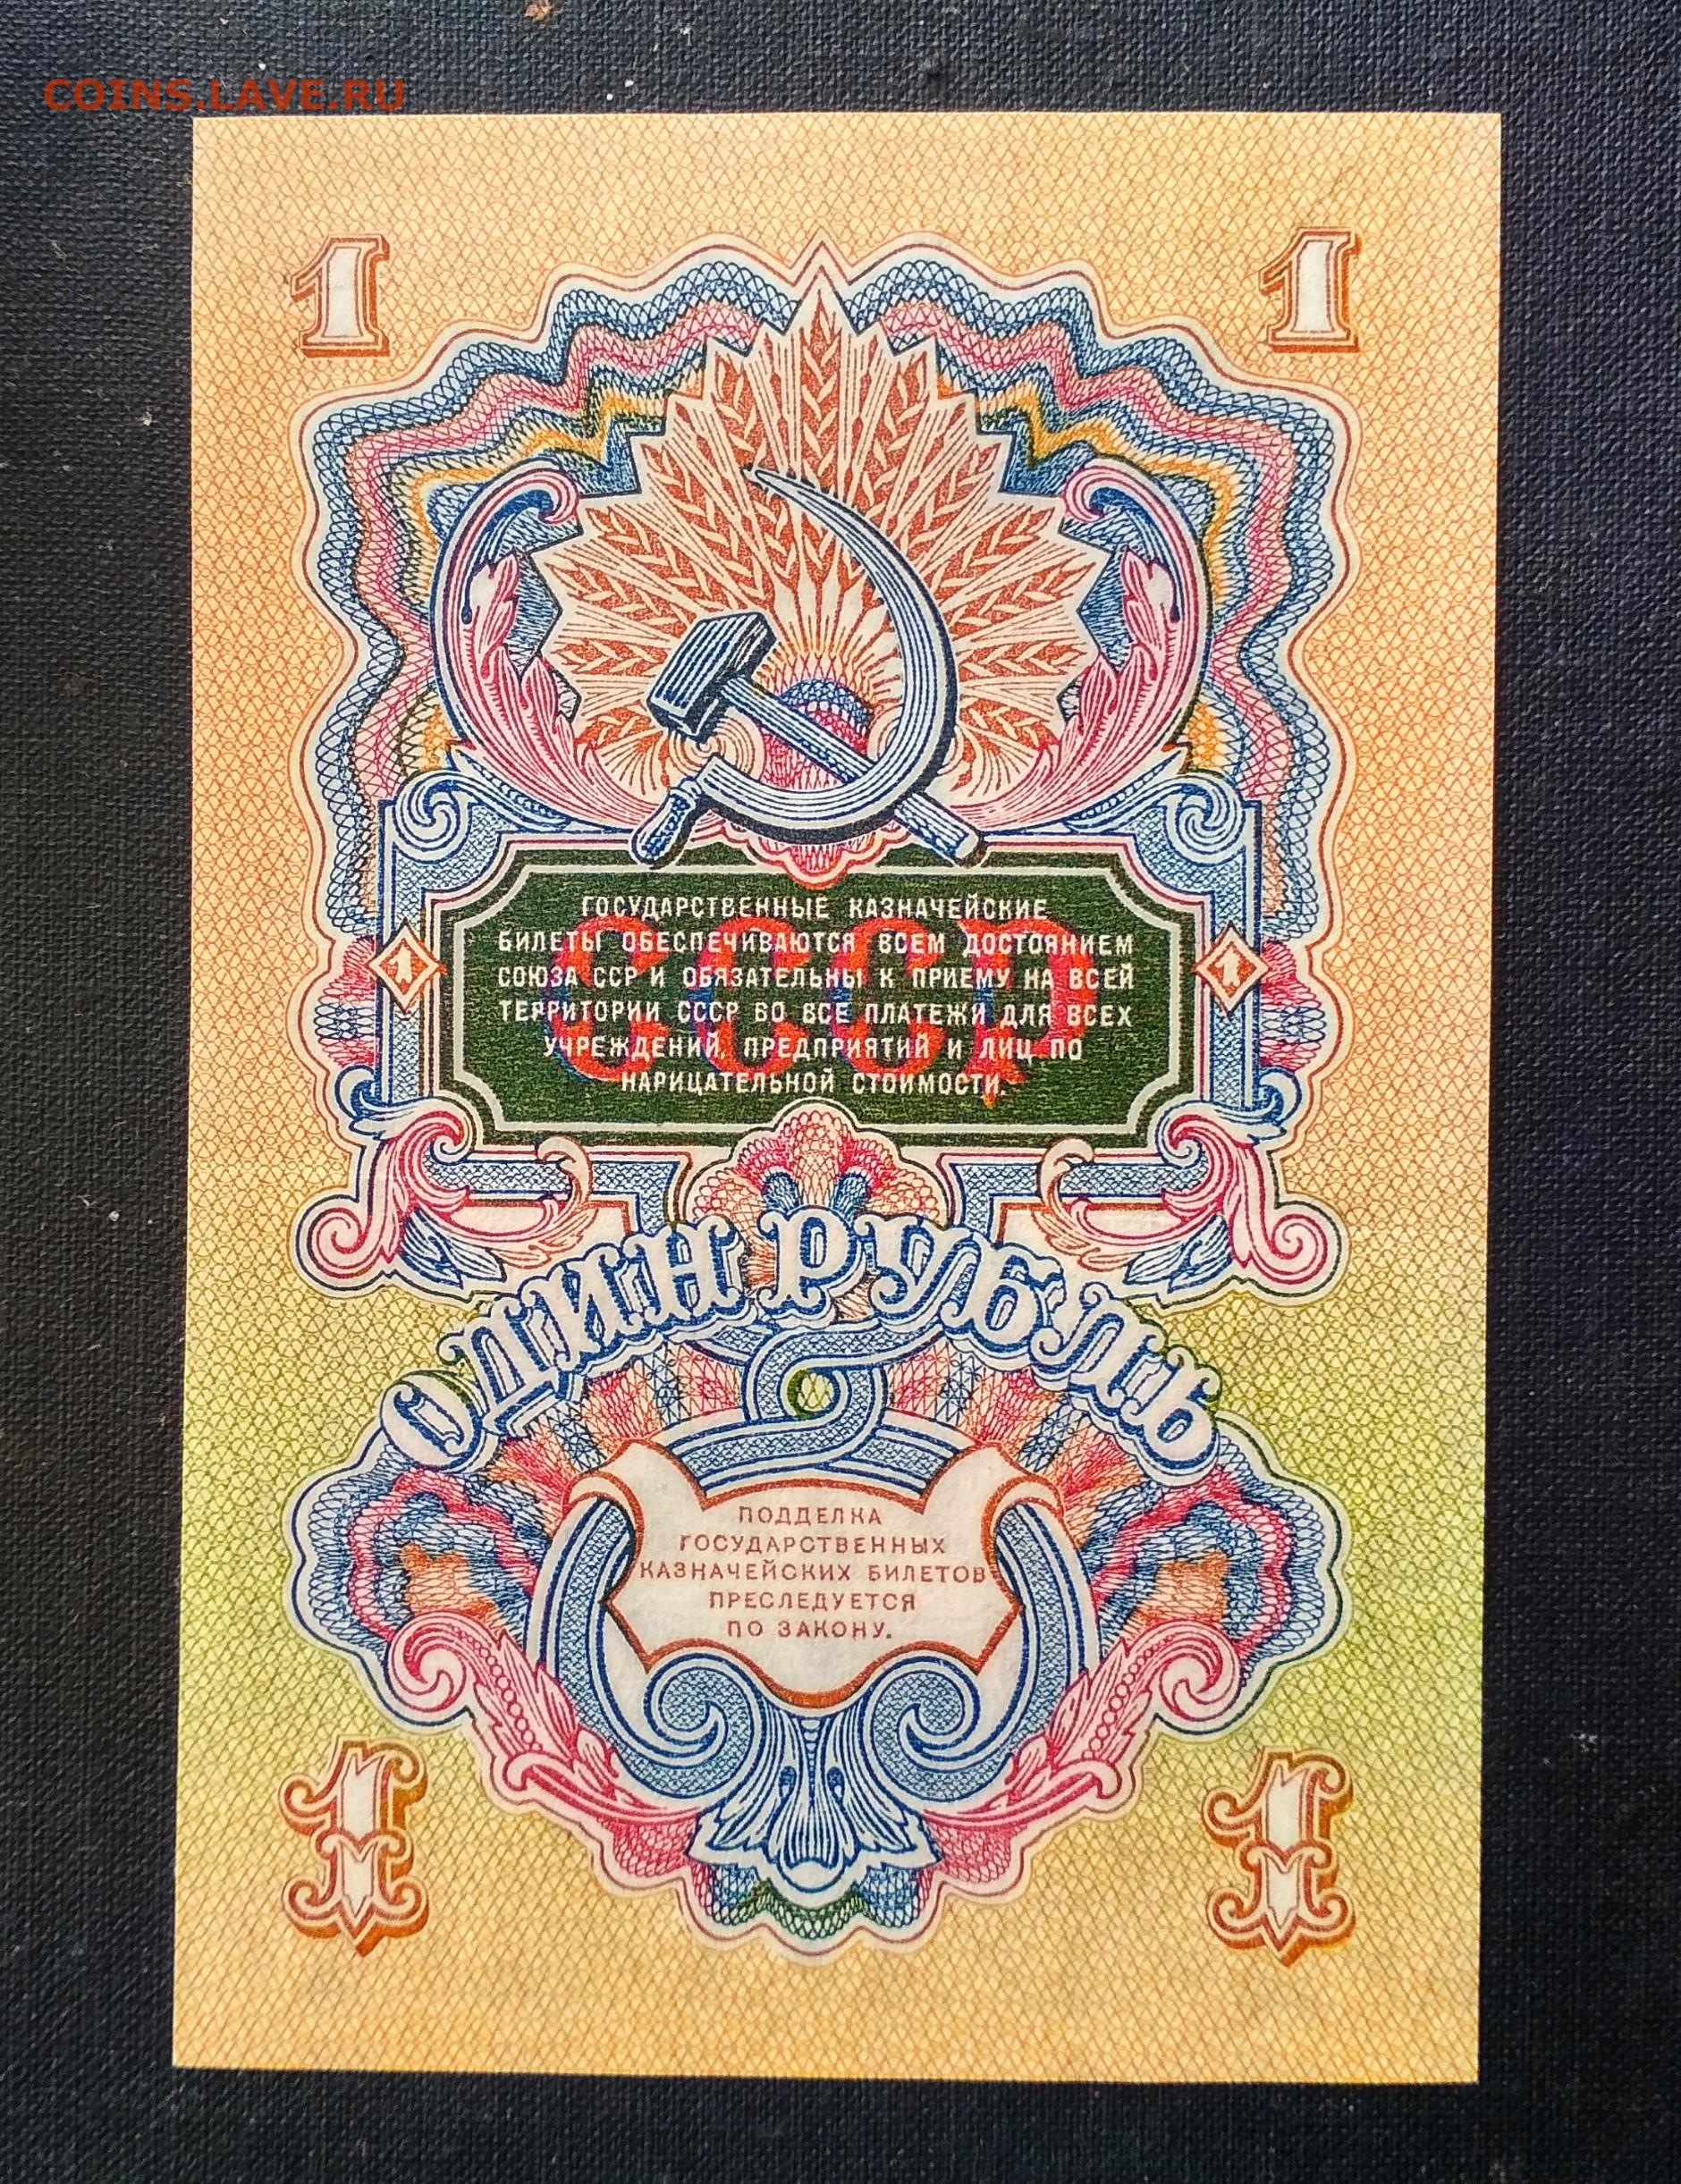 COINS.LAVE.RU
1 1
ГОСУДАРСТВЕННЫЕ КАЗНАЧЕЙСКИЕ
БИЛЕТЫ ОБЕСПЕЧИВАЮТСЯ ВСЕМ ДОСТОЯНИЕМ
СОЮЗА ССР И ОБЯЗАТЕЛЬНЫ К ПРИЕМУ НА ВСЕЙ
ТЕРРИТОРИИ СССР ВО ВСЕ ПЛАТЕЖИ ДЛЯ ВСЕХ
УЧРЕЖДЕНИЙ, ПРЕДПРИЯТИЙ И ЛИЦ ПО
НАРИЦАТЕЛЬНОЙ СТОИМОСТИ.
СССР
1 1
ОДИН РУБЛЬ
ПОДДЕЛКА
ГОСУДАРСТВЕННЫХ
КАЗНАЧЕЙСКИХ БИЛЕТОВ
ПРЕСЛЕДУЕТСЯ
ПО ЗАКОНУ.
1 1